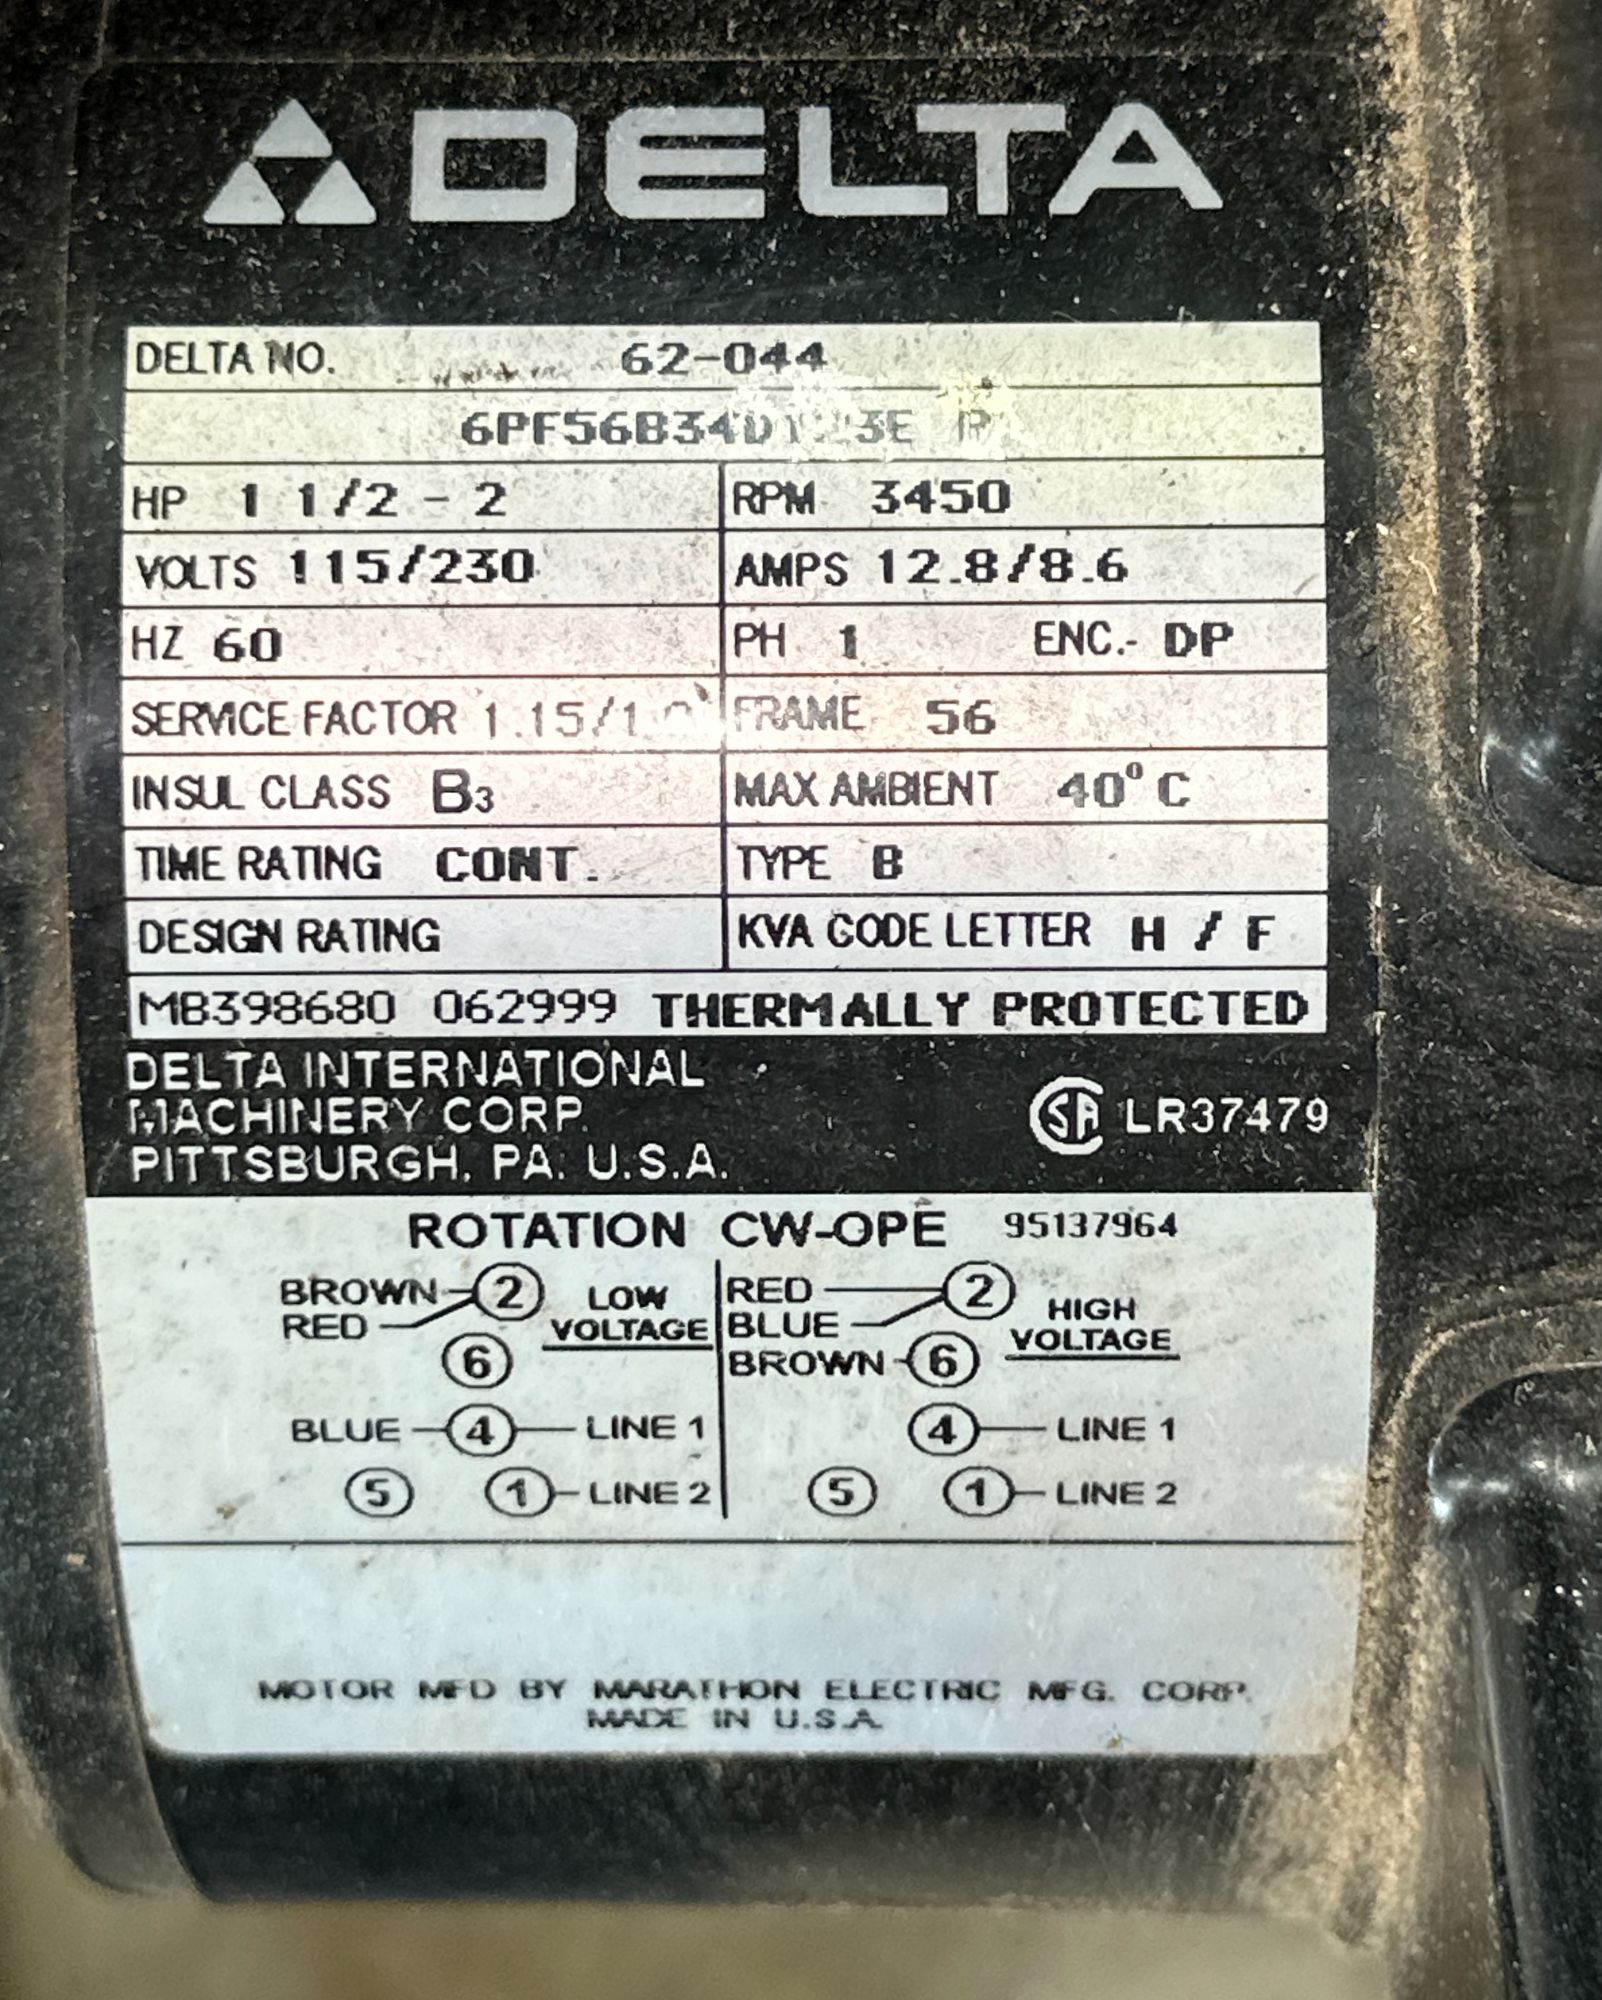 DELTA
DELTA NO. 62-044
HP 1 1/2 - 2 RPM 3450
VOLTS 115/230 AMPS 12.8/8.6
HZ 60 PH 1 ENC.- DP
SERVICE FACTOR 1.15/1.0 FRAME 56
INSUL CLASS B3 MAX AMBIENT 40°C
TIME RATING CONT. TYPE B
DESIGN RATING KVA CODE LETTER H / F
MB398680 062999 THERMALLY PROTECTED
DELTA INTERNATIONAL
MACHINERY CORP.
PITTSBURGH, PA. U.S.A.
SA LR37479
ROTATION CW-OPE 95137964
BROWN 2 LOW
RED VOLTAGE
6
BLUE 4 LINE 1
5 1 LINE 2
RED 2 HIGH
BLUE VOLTAGE
BROWN 6
4 LINE 1
5 1 LINE 2
MOTOR MFD BY MARATHON ELECTRIC MFG. CORP.
MADE IN U.S.A.